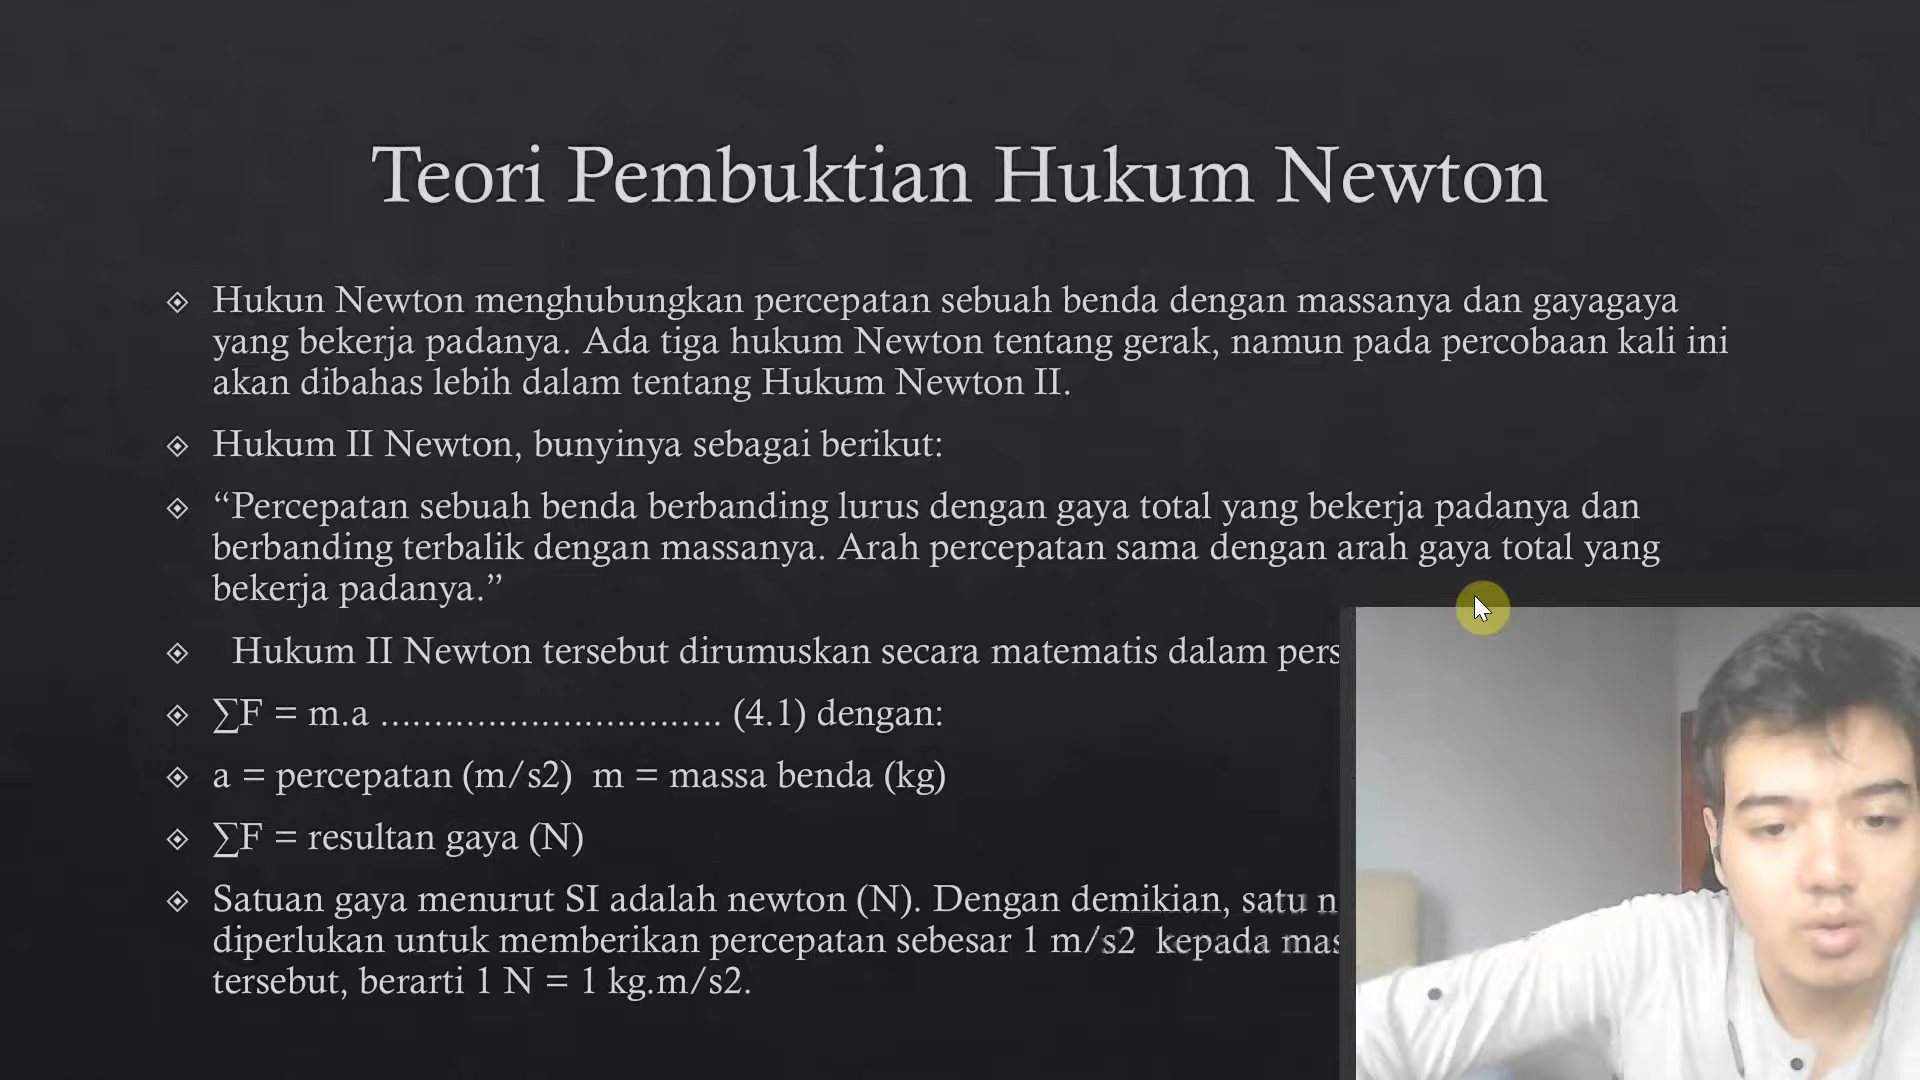 Teori Pembuktian Hukum Newton
Hukun Newton menghubungkan percepatan sebuah benda dengan massanya dan gayagaya
yang bekerja padanya. Ada tiga hukum Newton tentang gerak, namun pada percobaan kali ini
akan dibahas lebih dalam tentang Hukum Newton II.
Hukum II Newton, bunyinya sebagai berikut:
“Percepatan sebuah benda berbanding lurus dengan gaya total yang bekerja padanya dan
berbanding terbalik dengan massanya. Arah percepatan sama dengan arah gaya total yang
bekerja padanya.”
Hukum II Newton tersebut dirumuskan secara matematis dalam
∑F = m.a ................................ (4.1) dengan:
a = percepatan (m/s2)  m = massa benda (kg)
∑F = resultan gaya (N)
Satuan gaya menurut SI adalah newton (N). Dengan demikian, satu
diperlukan untuk memberikan percepatan sebesar 1 m/s2  kepada
tersebut, berarti 1 N = 1 kg.m/s2.